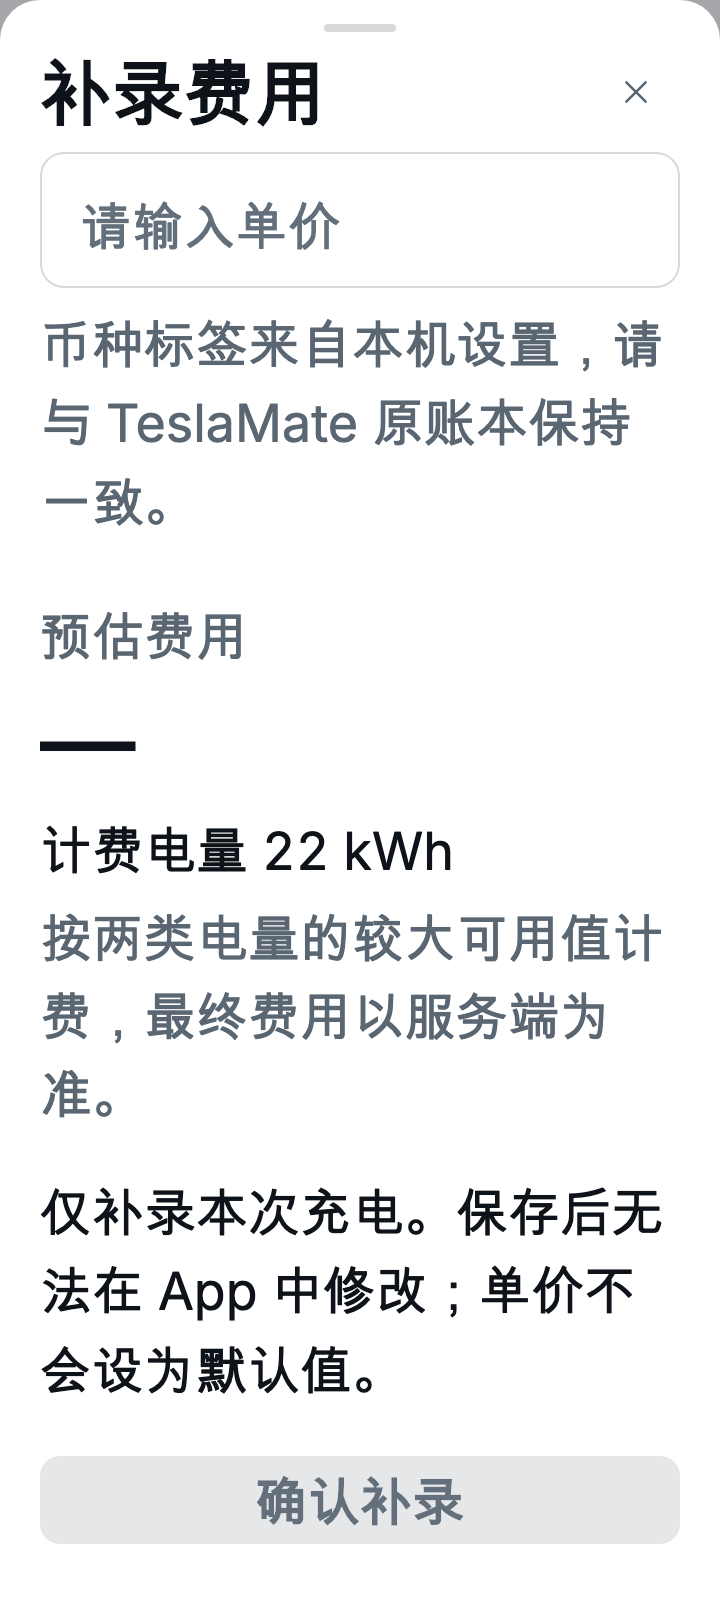 补录费用
请输入单价
币种标签来自本机设置，请
与 TeslaMate 原账本保持
一致。
预估费用
—
计费电量 22 kWh
按两类电量的较大可用值计
费，最终费用以服务端为
准。
仅补录本次充电。保存后无
法在 App 中修改；单价不
会设为默认值。
确认补录